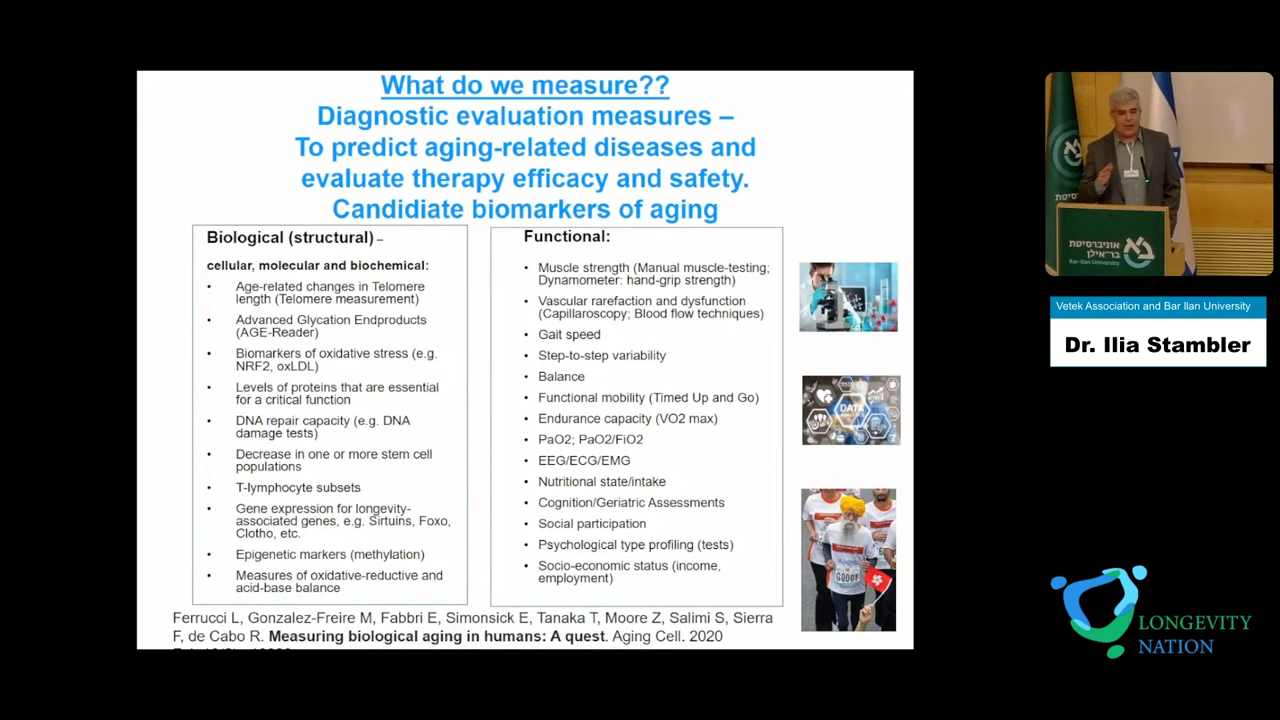 What do we measure??
Diagnostic evaluation measures –
To predict aging-related diseases and
evaluate therapy efficacy and safety.
Candidiate biomarkers of aging
Biological (structural) –
cellular, molecular and biochemical:
• Age-related changes in Telomere
length (Telomere measurement)
• Advanced Glycation Endproducts
(AGE-Reader)
• Biomarkers of oxidative stress (e.g.
NRF2, oxLDL)
• Levels of proteins that are essential
for a critical function
• DNA repair capacity (e.g. DNA
damage tests)
• Decrease in one or more stem cell
populations
• T-lymphocyte subsets
• Gene expression for longevity-
associated genes, e.g. Sirtuins, Foxo,
Clotho, etc.
• Epigenetic markers (methylation)
• Measures of oxidative-reductive and
acid-base balance
Functional:
• Muscle strength (Manual muscle-testing;
Dynamometer: hand-grip strength)
• Vascular rarefaction and dysfunction
(Capillaroscopy; Blood flow techniques)
• Gait speed
• Step-to-step variability
• Balance
• Functional mobility (Timed Up and Go)
• Endurance capacity (VO2 max)
• PaO2; PaO2/FiO2
• EEG/ECG/EMG
• Nutritional state/intake
• Cognition/Geriatric Assessments
• Social participation
• Psychological type profiling (tests)
• Socio-economic status (income,
employment)
DATA
G0001
Ferrucci L, Gonzalez-Freire M, Fabbri E, Simonsick E, Tanaka T, Moore Z, Salimi S, Sierra
F, de Cabo R. Measuring biological aging in humans: A quest. Aging Cell. 2020
אוניברסיטת
בר־אילן
Bar-Ilan University
Vetek Association and Bar Ilan University
Dr. Ilia Stambler
LONGEVITY
NATION